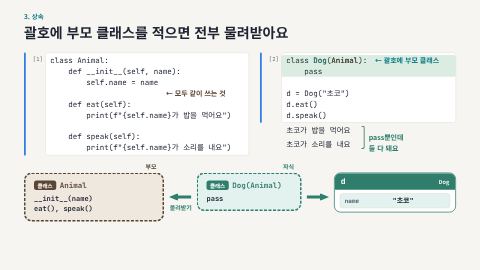 3. 상속
괄호에 부모 클래스를 적으면 전부 물려받아요
[1]
class Animal:
def __init__(self, name):
self.name = name
← 모두 같이 쓰는 것
def eat(self):
print(f"{self.name}가 밥을 먹어요")
def speak(self):
print(f"{self.name}가 소리를 내요")
[2]
class Dog(Animal): ← 괄호에 부모 클래스
pass
d = Dog("초코")
d.eat()
d.speak()
초코가 밥을 먹어요
초코가 소리를 내요
pass뿐인데
둘 다 돼요
부모
클래스 Animal
__init__(name)
eat(), speak()
물려받기
자식
클래스 Dog(Animal)
pass
d Dog
name "초코"